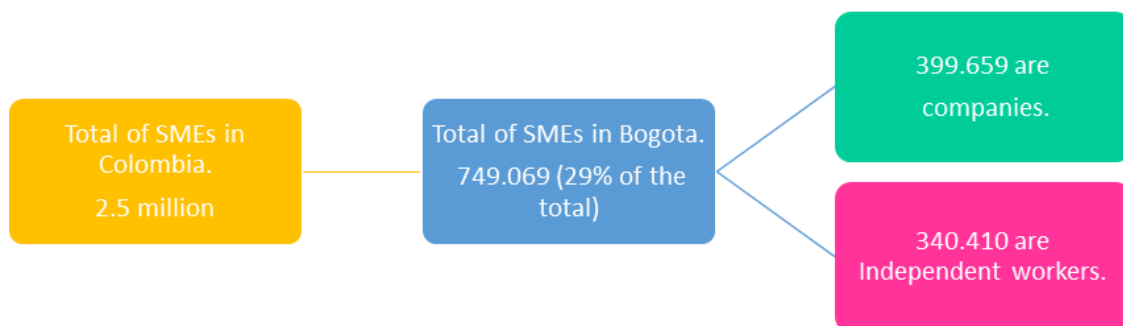 Total of SMEs in
Colombia.
2.5 million
Total of SMEs in Bogota.
749.069 (29% of the
total)
399.659 are
companies.
340.410 are
Independent workers.